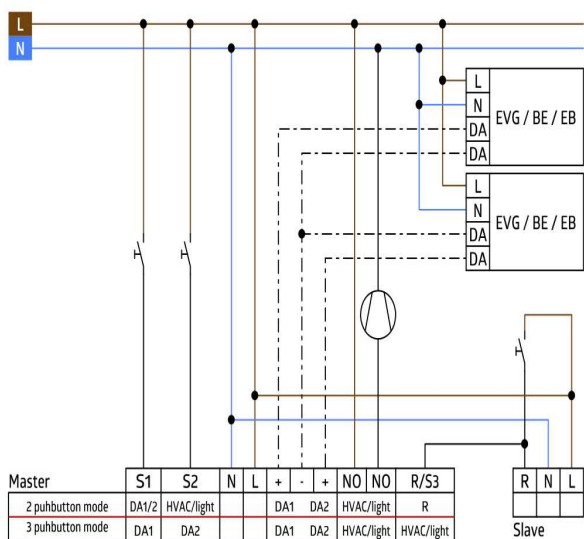 L
N
L
N
DA
DA
EVG / BE / EB
L
N
DA
DA
EVG / BE / EB
Master S1 S2 N L + - + NO NO R/S3 R N L
2 puhbutton mode DA1/2 HVAC/light DA1 DA2 HVAC/light R
3 puhbutton mode DA1 DA2 DA1 DA2 HVAC/light HVAC/light
Slave